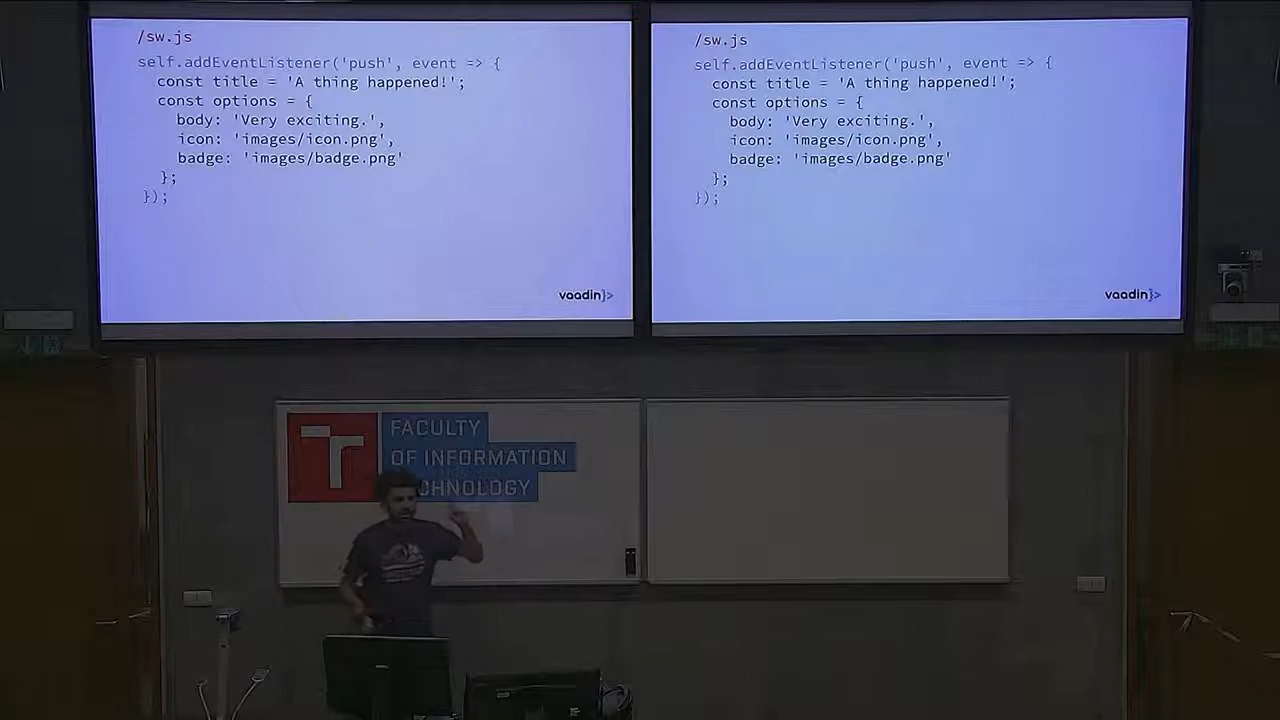 /sw.js
self.addEventListener('push', event => {
  const title = 'A thing happened!';
  const options = {
    body: 'Very exciting.',
    icon: 'images/icon.png',
    badge: 'images/badge.png'
  };
});
vaadin}>
/sw.js
self.addEventListener('push', event => {
  const title = 'A thing happened!';
  const options = {
    body: 'Very exciting.',
    icon: 'images/icon.png',
    badge: 'images/badge.png'
  };
});
vaadin}>
FACULTY
OF INFORMATION
CHNOLOGY